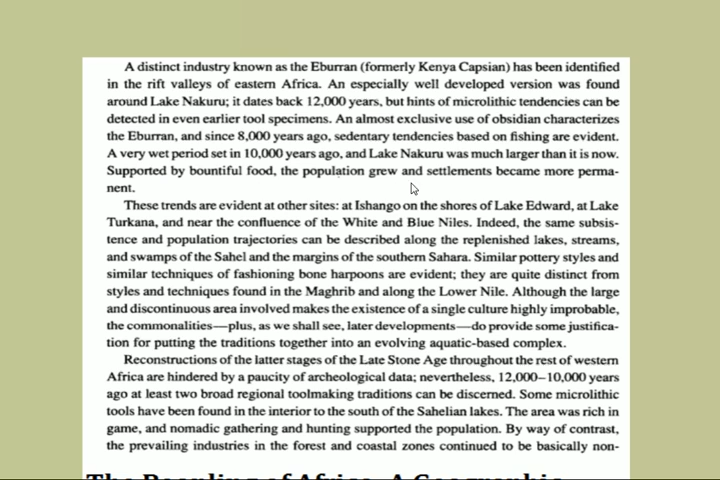 A distinct industry known as the Eburran (formerly Kenya Capsian) has been identified
in the rift valleys of eastern Africa. An especially well developed version was found
around Lake Nakuru; it dates back 12,000 years, but hints of microlithic tendencies can be
detected in even earlier tool specimens. An almost exclusive use of obsidian characterizes
the Eburran, and since 8,000 years ago, sedentary tendencies based on fishing are evident.
A very wet period set in 10,000 years ago, and Lake Nakuru was much larger than it is now.
Supported by bountiful food, the population grew and settlements became more perma-
nent.
These trends are evident at other sites: at Ishango on the shores of Lake Edward, at Lake
Turkana, and near the confluence of the White and Blue Niles. Indeed, the same subsis-
tence and population trajectories can be described along the replenished lakes, streams,
and swamps of the Sahel and the margins of the southern Sahara. Similar pottery styles and
similar techniques of fashioning bone harpoons are evident; they are quite distinct from
styles and techniques found in the Maghrib and along the Lower Nile. Although the large
and discontinuous area involved makes the existence of a single culture highly improbable,
the commonalities—plus, as we shall see, later developments—do provide some justifica-
tion for putting the traditions together into an evolving aquatic-based complex.
Reconstructions of the latter stages of the Late Stone Age throughout the rest of western
Africa are hindered by a paucity of archeological data; nevertheless, 12,000–10,000 years
ago at least two broad regional toolmaking traditions can be discerned. Some microlithic
tools have been found in the interior to the south of the Sahelian lakes. The area was rich in
game, and nomadic gathering and hunting supported the population. By way of contrast,
the prevailing industries in the forest and coastal zones continued to be basically non-